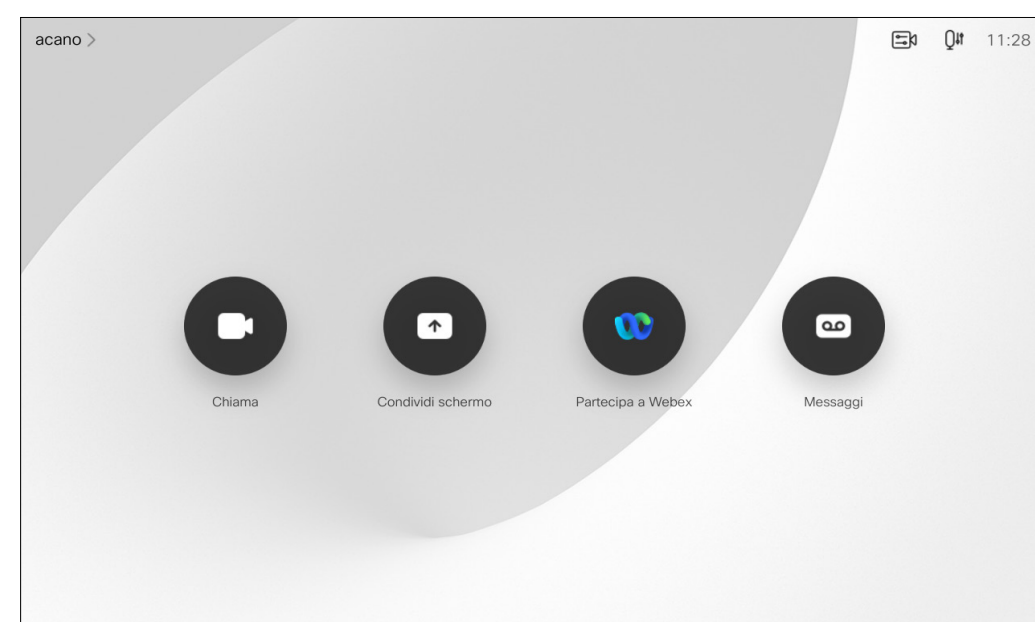 acano
11:28
Chiama
Condividi schermo
Partecipa a Webex
Messaggi